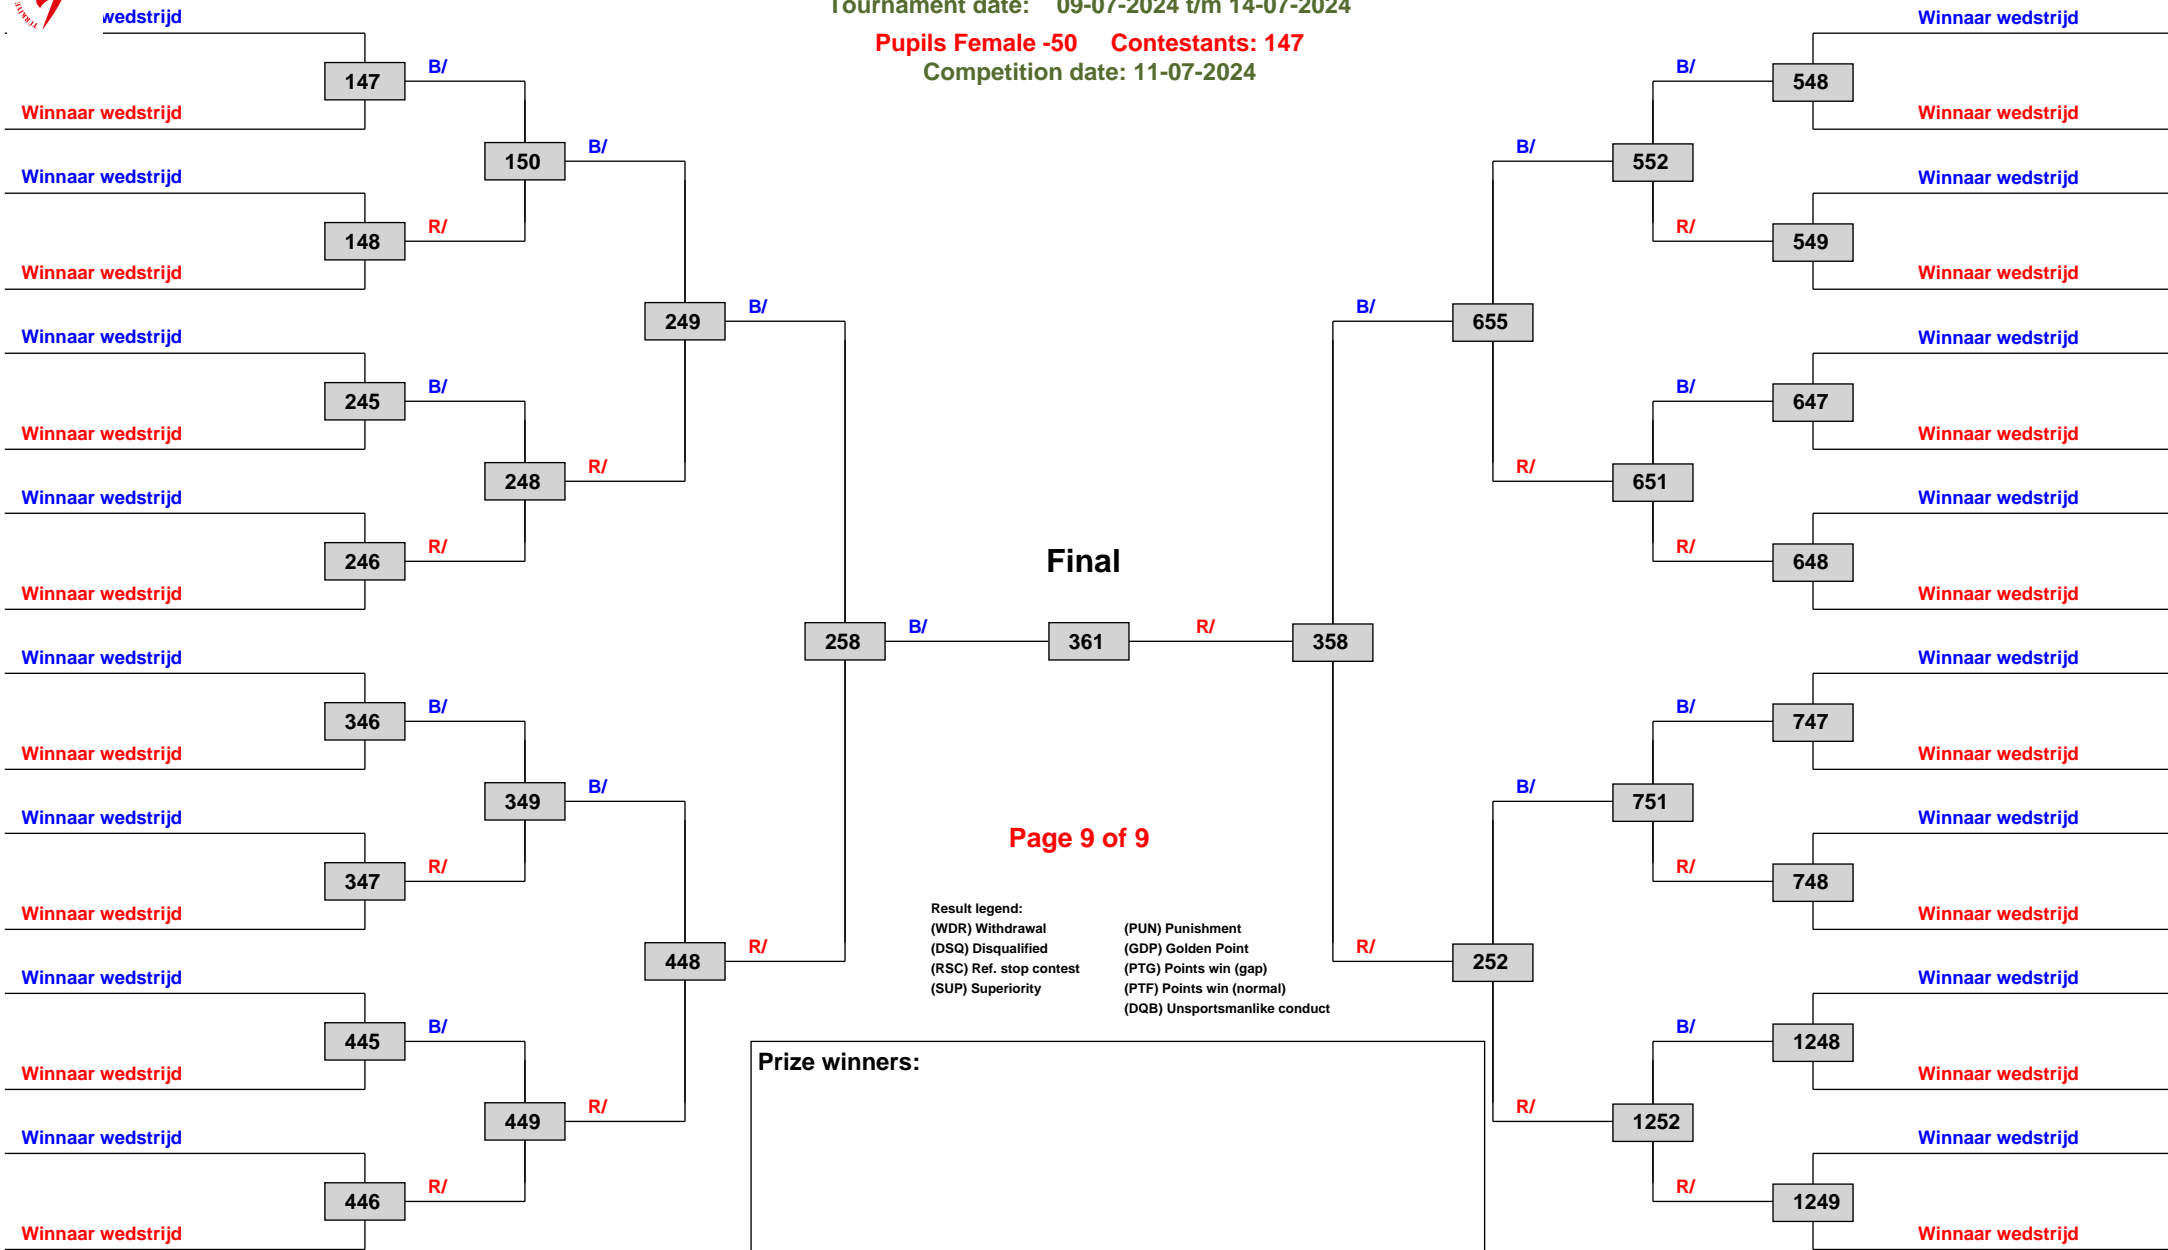 TÜRKİYE
Tournament date: 09-07-2024 t/m 14-07-2024
Pupils Female -50 Contestants: 147
Competition date: 11-07-2024
wedstrijd
147
B/
Winnaar wedstrijd
150
B/
Winnaar wedstrijd
148
R/
Winnaar wedstrijd
249
B/
Winnaar wedstrijd
245
B/
Winnaar wedstrijd
248
R/
Winnaar wedstrijd
246
R/
Winnaar wedstrijd
258
B/
Winnaar wedstrijd
346
B/
Winnaar wedstrijd
349
B/
Winnaar wedstrijd
347
R/
Winnaar wedstrijd
448
R/
Winnaar wedstrijd
445
B/
Winnaar wedstrijd
449
R/
Winnaar wedstrijd
446
R/
Winnaar wedstrijd
Final
361
R/
358
Winnaar wedstrijd
B/
548
Winnaar wedstrijd
B/
552
Winnaar wedstrijd
R/
549
Winnaar wedstrijd
B/
655
Winnaar wedstrijd
B/
647
Winnaar wedstrijd
R/
651
Winnaar wedstrijd
R/
648
Winnaar wedstrijd
Winnaar wedstrijd
B/
747
Winnaar wedstrijd
B/
751
Winnaar wedstrijd
R/
748
Winnaar wedstrijd
R/
252
Winnaar wedstrijd
B/
1248
Winnaar wedstrijd
R/
1252
Winnaar wedstrijd
R/
1249
Winnaar wedstrijd
Page 9 of 9
Result legend:
(WDR) Withdrawal (PUN) Punishment
(DSQ) Disqualified (GDP) Golden Point
(RSC) Ref. stop contest (PTG) Points win (gap)
(SUP) Superiority (PTF) Points win (normal)
(DQB) Unsportsmanlike conduct
Prize winners: